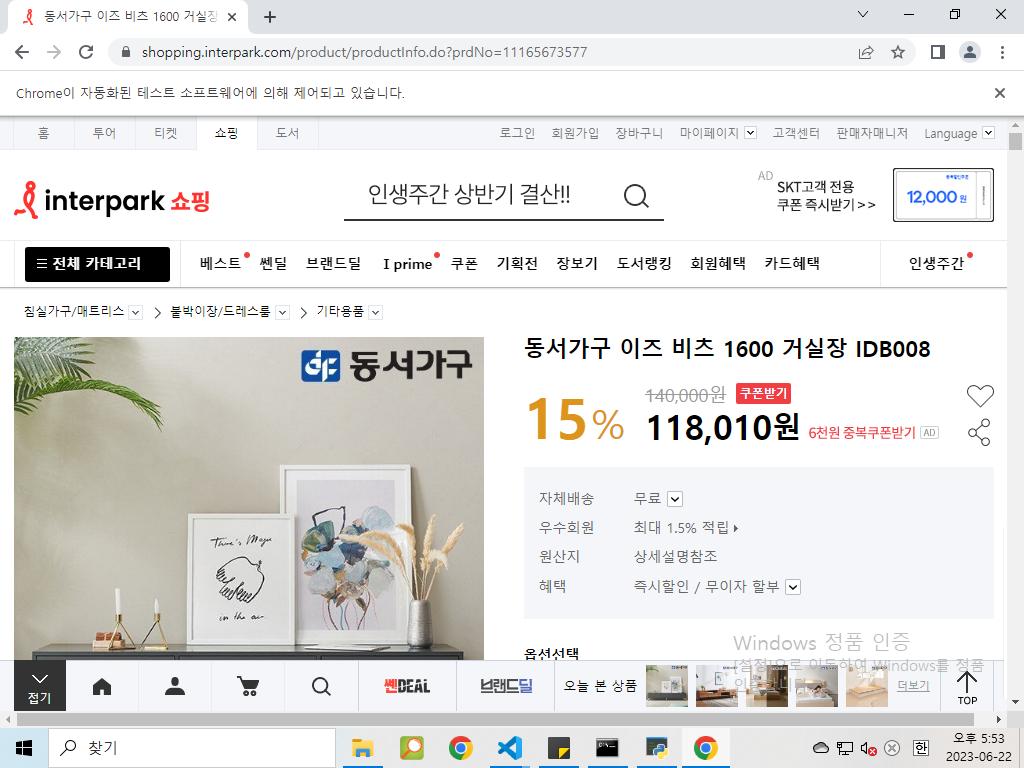 동서가구 이즈 비츠 1600 거실장
shopping.interpark.com/product/productInfo.do?prdNo=11165673577
Chrome이 자동화된 테스트 소프트웨어에 의해 제어되고 있습니다.
홈 투어 티켓 쇼핑 도서 로그인 회원가입 장바구니 마이페이지 고객센터 판매자매니저 Language
interpark 쇼핑
인생주간 상반기 결산!!
AD SKT고객 전용
쿠폰 즉시받기>>
12,000원
전체 카테고리 베스트 쎈딜 브랜드딜 I prime 쿠폰 기획전 장보기 도서랭킹 회원혜택 카드혜택 인생주간
침실가구/매트리스 > 붙박이장/드레스룸 > 기타용품
동서가구
동서가구 이즈 비츠 1600 거실장 IDB008
15%
140,000원 쿠폰받기
118,010원 6천원 중복쿠폰받기 AD
자체배송 무료
우수회원 최대 1.5% 적립
원산지 상세설명참조
혜택 즉시할인 / 무이자 할부
in the air
옵션선택
Windows 정품 인증
[설정]으로 이동하여 Windows를 정품
접기
쎈DEAL
브랜드딜
오늘 본 상품
더보기
TOP
찾기
한
오후 5:53
2023-06-22